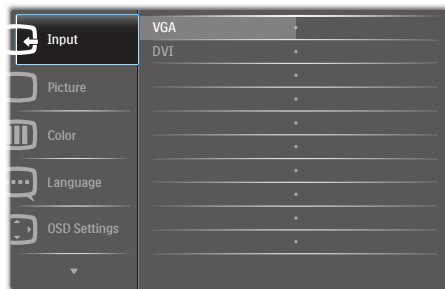 Input
VGA
DVI
Picture
Color
Language
OSD Settings